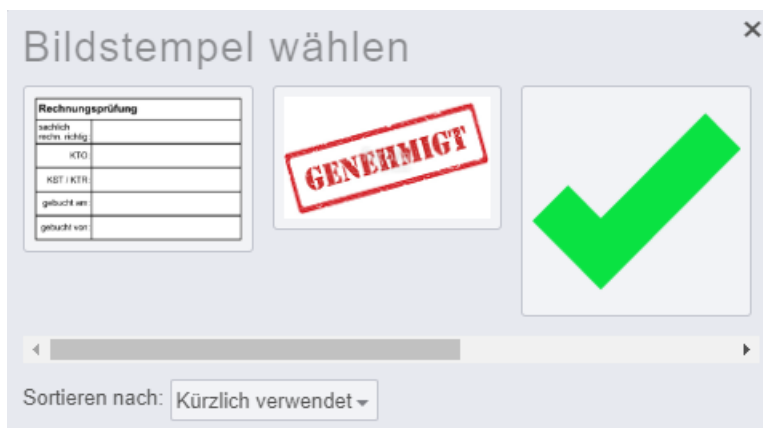 Bildstempel wählen
×
Rechnungsprüfung
sachlich
rechn. richtig:
KTO:
KST / KTR:
gebucht am:
gebucht von:
GENEHMIGT
Sortieren nach: Kürzlich verwendet